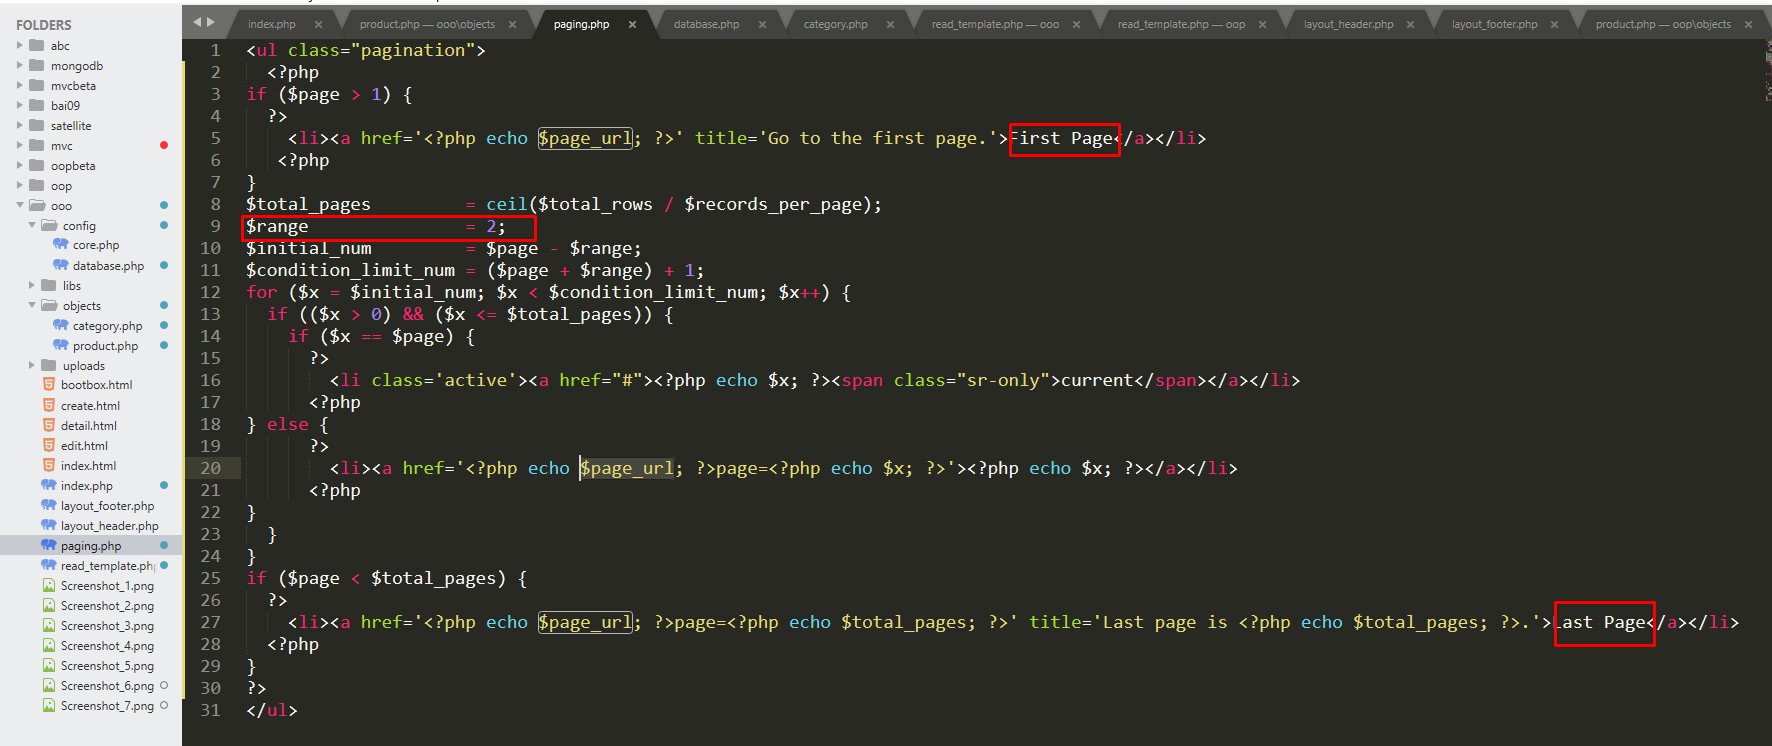 FOLDERS
abc
mongodb
mvcbeta
bai09
satellite
mvc
oopbeta
oop
ooo
config
core.php
database.php
libs
objects
category.php
product.php
uploads
bootbox.html
create.html
detail.html
edit.html
index.html
index.php
layout_footer.php
layout_header.php
paging.php
read_template.php
Screenshot_1.png
Screenshot_2.png
Screenshot_3.png
Screenshot_4.png
Screenshot_5.png
Screenshot_6.png
Screenshot_7.png
index.php × product.php — ooo\objects × paging.php × database.php × category.php × read_template.php — ooo × read_template.php — oop × layout_header.php × layout_footer.php × product.php — oop\objects ×
1 <ul class="pagination">
2 <?php
3 if ($page > 1) {
4 ?>
5 <li><a href='<?php echo $page_url; ?>' title='Go to the first page.'>First Page</a></li>
6 <?php
7 }
8 $total_pages = ceil($total_rows / $records_per_page);
9 $range = 2;
10 $initial_num = $page - $range;
11 $condition_limit_num = ($page + $range) + 1;
12 for ($x = $initial_num; $x < $condition_limit_num; $x++) {
13 if (($x > 0) && ($x <= $total_pages)) {
14 if ($x == $page) {
15 ?>
16 <li class='active'><a href="#"><?php echo $x; ?><span class="sr-only">current</span></a></li>
17 <?php
18 } else {
19 ?>
20 <li><a href='<?php echo $page_url; ?>page=<?php echo $x; ?>'><?php echo $x; ?></a></li>
21 <?php
22 }
23 }
24 }
25 if ($page < $total_pages) {
26 ?>
27 <li><a href='<?php echo $page_url; ?>page=<?php echo $total_pages; ?>' title='Last page is <?php echo $total_pages; ?>.'>Last Page</a></li>
28 <?php
29 }
30 ?>
31 </ul>